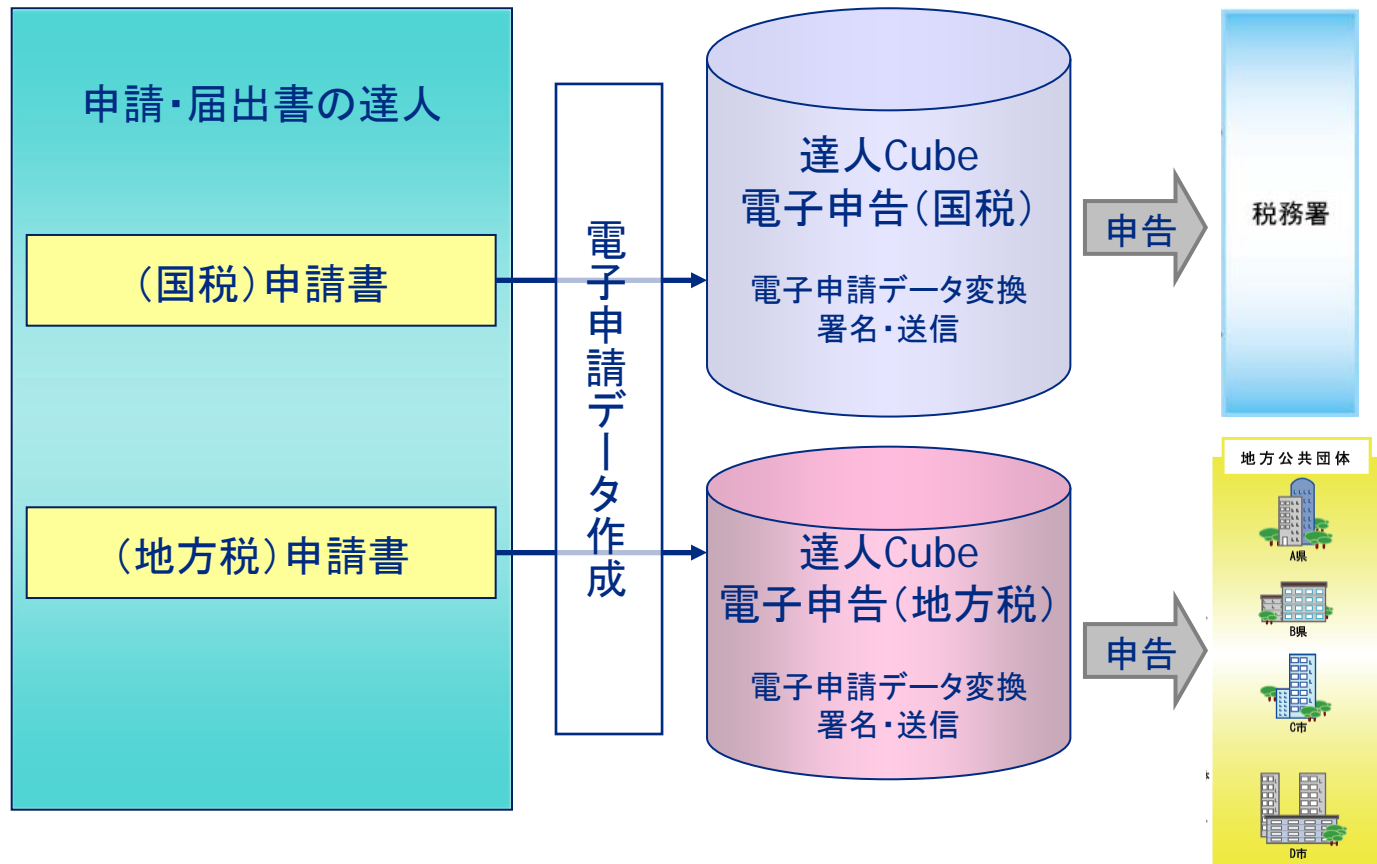 申請・届出書の達人
（国税）申請書
（地方税）申請書
電子申請データ作成
達人Cube
電子申告（国税）
電子申請データ変換
署名・送信
申告
税務署
達人Cube
電子申告（地方税）
電子申請データ変換
署名・送信
申告
地方公共団体
A県
B県
C市
D市